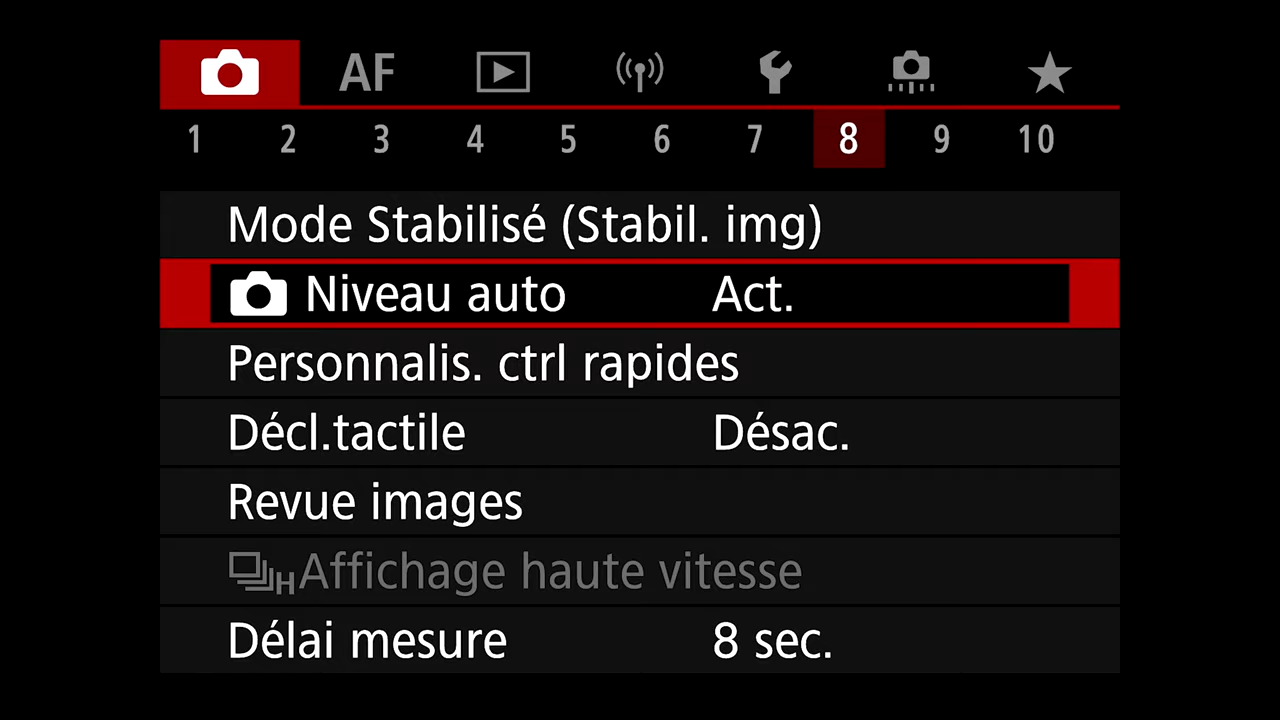 AF
1 2 3 4 5 6 7 8 9 10
Mode Stabilisé (Stabil. img)
Niveau auto Act.
Personnalis. ctrl rapides
Décl.tactile Désac.
Revue images
H Affichage haute vitesse
Délai mesure 8 sec.